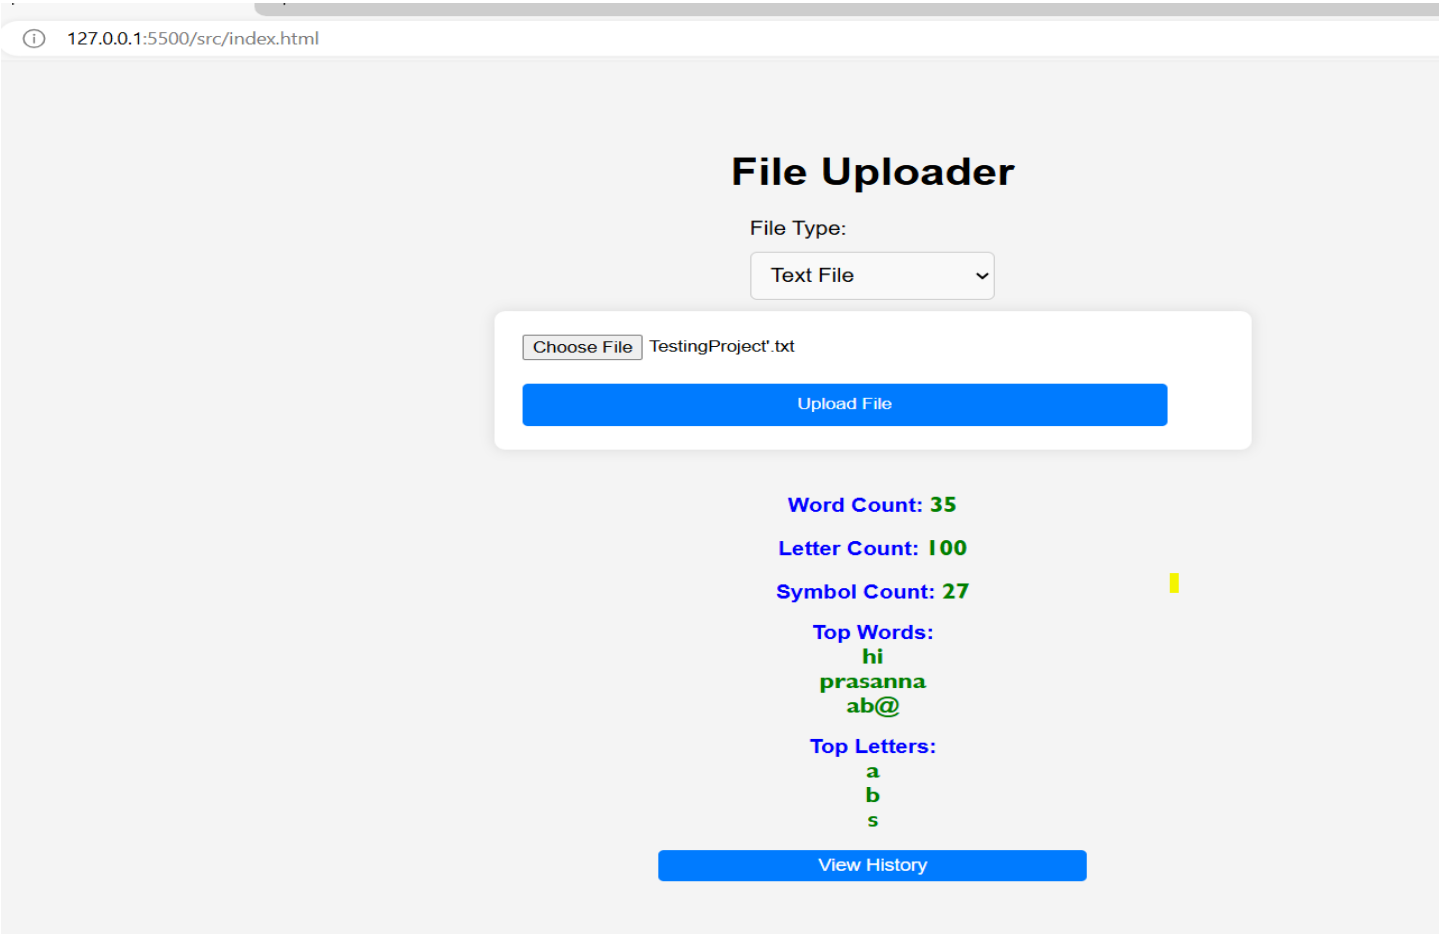 127.0.0.1:5500/src/index.html
File Uploader
File Type:
Text File
Choose File TestingProject'.txt
Upload File
Word Count: 35
Letter Count: 100
Symbol Count: 27
Top Words:
hi
prasanna
ab@
Top Letters:
a
b
s
View History